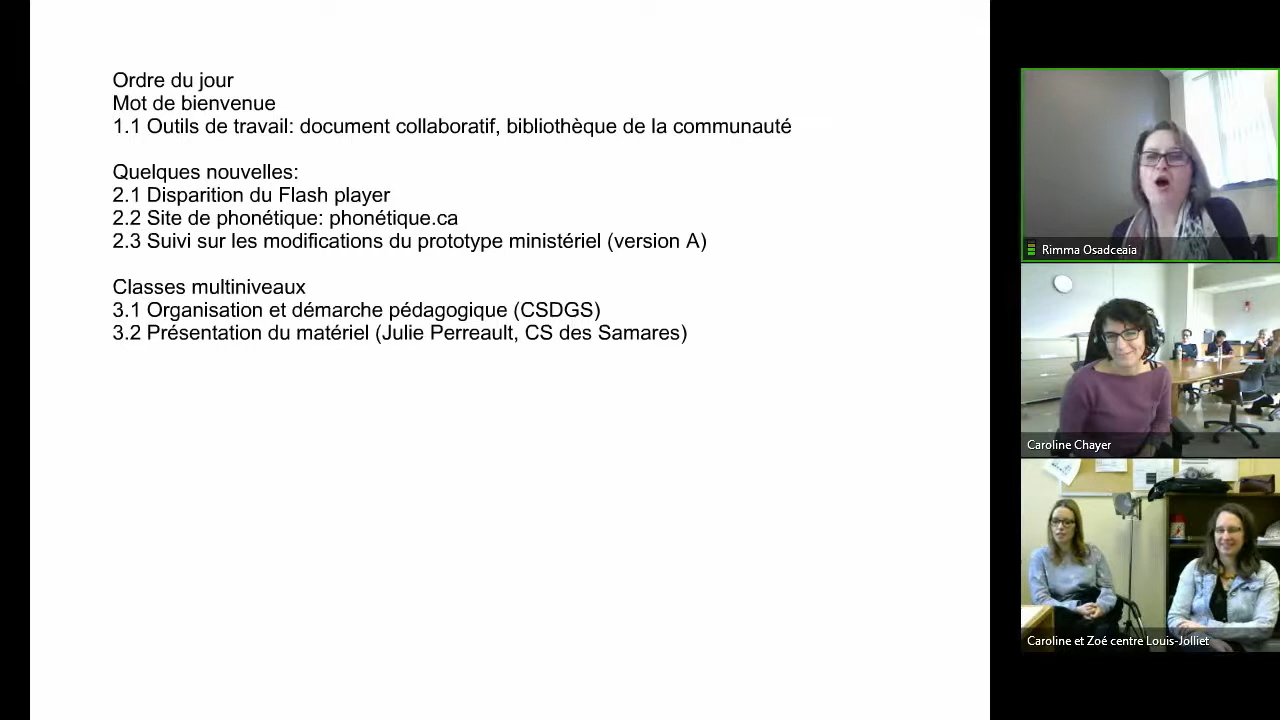 Ordre du jour
Mot de bienvenue
1.1 Outils de travail: document collaboratif, bibliothèque de la communauté
Quelques nouvelles:
2.1 Disparition du Flash player
2.2 Site de phonétique: phonétique.ca
2.3 Suivi sur les modifications du prototype ministériel (version A)
Classes multiniveaux
3.1 Organisation et démarche pédagogique (CSDGS)
3.2 Présentation du matériel (Julie Perreault, CS des Samares)
Rimma Osadceaia
Caroline Chayer
Caroline et Zoé centre Louis-Jolliet